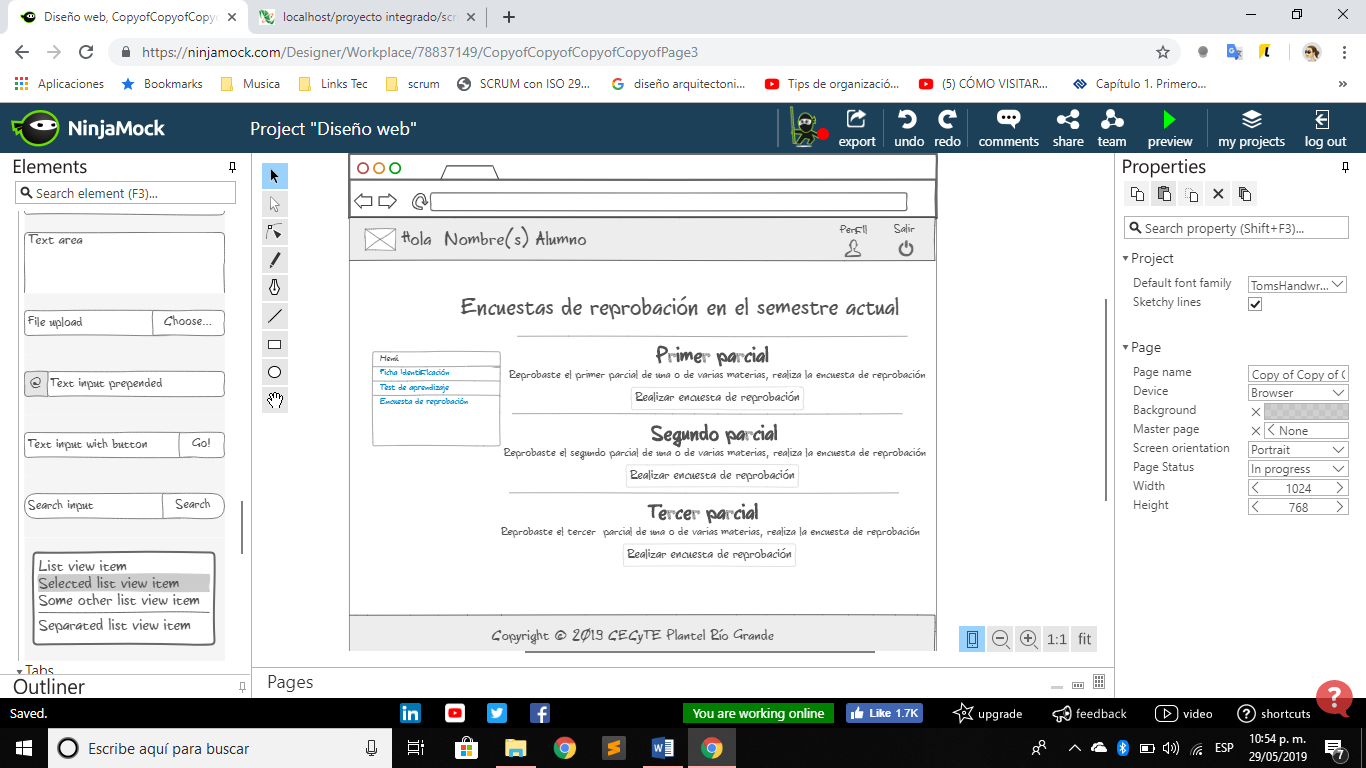 Diseño web, CopyofCopyofCopyo
localhost/proyecto integrado/scr
https://ninjamock.com/Designer/Workplace/78837149/CopyofCopyofCopyofCopyofPage3
Aplicaciones
Bookmarks
Musica
Links Tec
scrum
SCRUM con ISO 29...
diseño arquitectoni...
Tips de organizació...
(5) CÓMO VISITAR...
Capítulo 1. Primero...
»
NinjaMock
Project "Diseño web"
export
undo
redo
comments
share
team
preview
my projects
log out
Elements
Search element (F3)...
Text area
File upload
Choose...
@
Text input prepended
Text input with button
Go!
Search input
Search
List view item
Selected list view item
Some other list view item
Separated list view item
Tabs
Outliner
Hola Nombre(s) Alumno
Perfil
Salir
Encuestas de reprobación en el semestre actual
Menú
Ficha Identificación
Test de aprendizaje
Encuesta de reprobación
Primer parcial
Reprobaste el primer parcial de una o de varias materias, realiza la encuesta de reprobación
Realizar encuesta de reprobación
Segundo parcial
Reprobaste el segundo parcial de una o de varias materias, realiza la encuesta de reprobación
Realizar encuesta de reprobación
Tercer parcial
Reprobaste el tercer parcial de una o de varias materias, realiza la encuesta de reprobación
Realizar encuesta de reprobación
Copyright © 2019 CECyTE Plantel Río Grande
1:1
fit
Pages
Properties
Search property (Shift+F3)...
Project
Default font family
TomsHandwr...
Sketchy lines
Page
Page name
Copy of Copy of C
Device
Browser
Background
Master page
None
Screen orientation
Portrait
Page Status
In progress
Width
1024
Height
768
?
Saved.
You are working online
Like 1.7K
upgrade
feedback
video
shortcuts
Escribe aquí para buscar
ESP
10:54 p. m.
29/05/2019
7